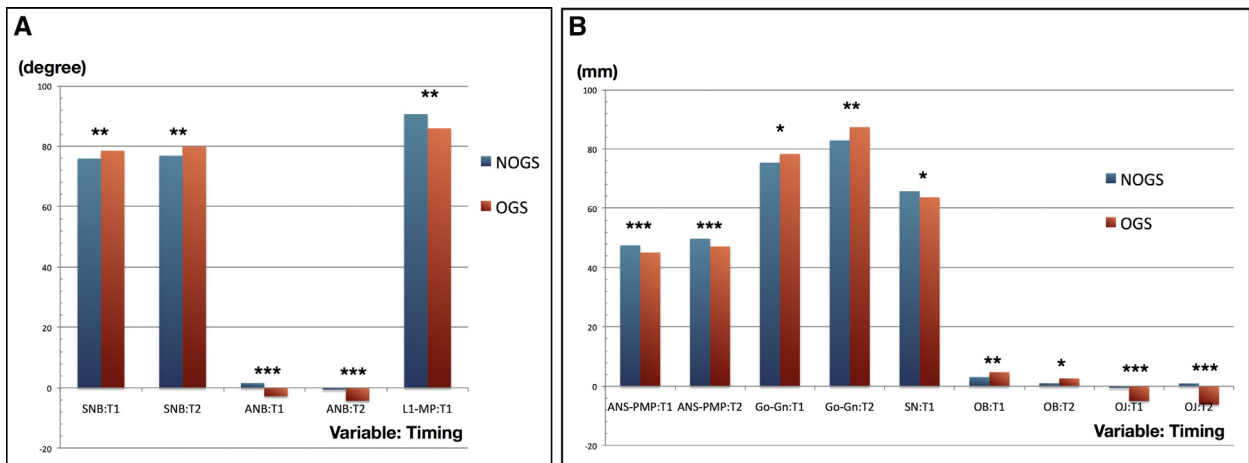 A
(degree)
100
80
60
40
20
0
-20
**
**
***
***
**
NOGS
OGS
SNB:T1 SNB:T2 ANB:T1 ANB:T2 L1-MP:T1
Variable: Timing
B
(mm)
100
80
60
40
20
0
-20
***
***
*
**
*
**
*
***
***
NOGS
OGS
ANS-PMP:T1 ANS-PMP:T2 Go-Gn:T1 Go-Gn:T2 SN:T1 OB:T1 OB:T2 OJ:T1 OJ:T2
Variable: Timing